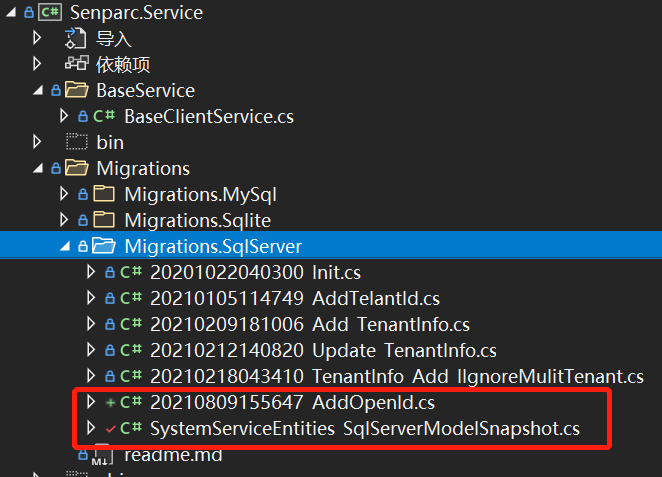 Senparc.Service
导入
依赖项
BaseService
C# BaseClientService.cs
bin
Migrations
Migrations.MySql
Migrations.Sqlite
Migrations.SqlServer
C# 20201022040300_Init.cs
C# 20210105114749_AddTelantId.cs
C# 20210209181006_Add_TenantInfo.cs
C# 20210212140820_Update_TenantInfo.cs
C# 20210218043410_TenantInfo_Add_IIgnoreMulitTenant.cs
C# 20210809155647_AddOpenId.cs
C# SystemServiceEntities_SqlServerModelSnapshot.cs
readme.md